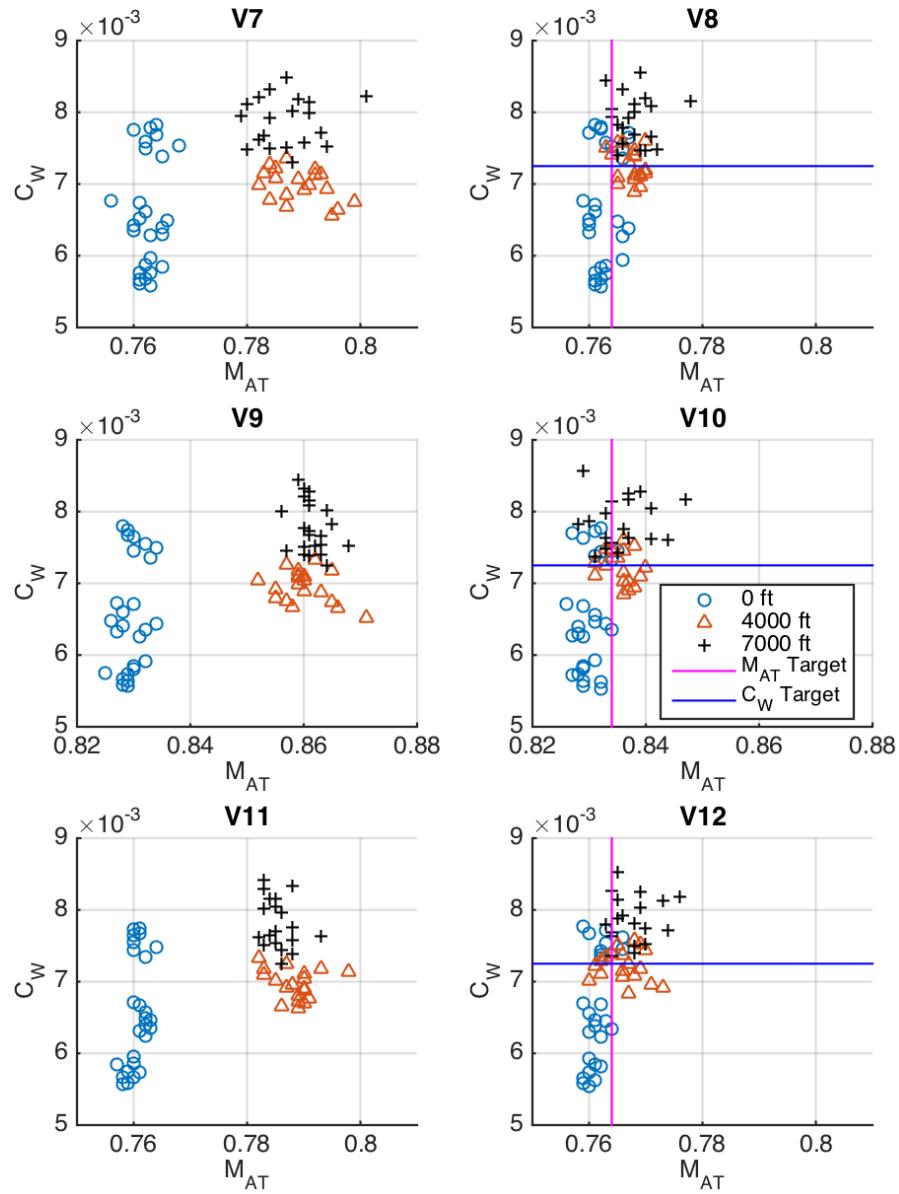 V7
×10⁻³
9
8
7
6
5
C_W
0.76 0.78 0.8
M_AT
V8
×10⁻³
9
8
7
6
5
C_W
0.76 0.78 0.8
M_AT
V9
×10⁻³
9
8
7
6
5
C_W
0.82 0.84 0.86 0.88
M_AT
V10
×10⁻³
9
8
7
6
5
C_W
0 ft
4000 ft
7000 ft
M_AT Target
C_W Target
0.82 0.84 0.86 0.88
M_AT
V11
×10⁻³
9
8
7
6
5
C_W
0.76 0.78 0.8
M_AT
V12
×10⁻³
9
8
7
6
5
C_W
0.76 0.78 0.8
M_AT